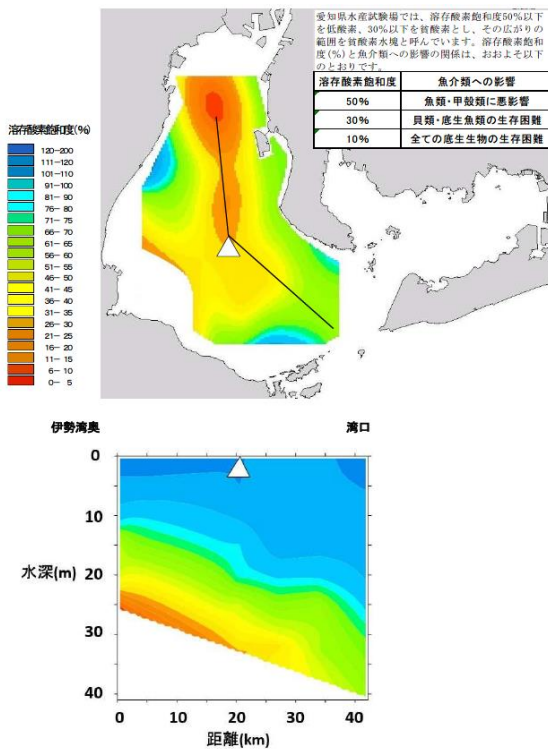 愛知県水産試験場では、溶存酸素飽和度50%以下
を低酸素、30%以下を貧酸素とし、その広がりの
範囲を貧酸素水塊と呼んでいます。溶存酸素飽和
度(%)と魚介類への影響の関係は、おおよそ以下
のとおりです。
溶存酸素飽和度 魚介類への影響
50% 魚類・甲殻類に悪影響
30% 貝類・底生魚類の生存困難
10% 全ての底生生物の生存困難
溶存酸素飽和度(%)
120-200
111-120
101-110
91-100
81-90
76-80
71-75
66-70
61-65
56-60
51-55
46-50
41-45
36-40
31-35
26-30
21-25
16-20
11-15
6-10
0-5
伊勢湾奥 湾口
0
10
水深(m) 20
30
40
0 10 20 30 40
距離(km)